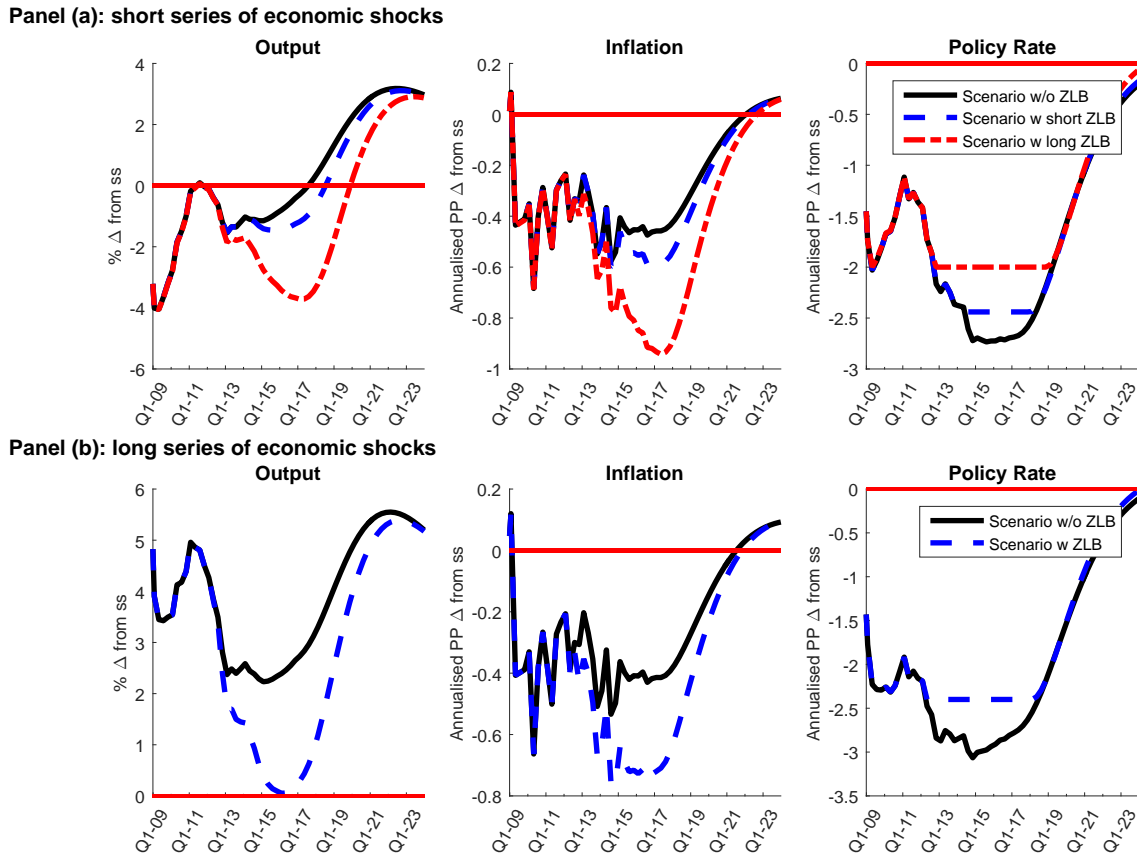 Panel (a): short series of economic shocks
Output
Inflation
Policy Rate
% Δ from ss
4
2
0
-2
-4
-6
Q1-09
Q1-11
Q1-13
Q1-15
Q1-17
Q1-19
Q1-21
Q1-23
Annualised PP Δ from ss
0.2
0
-0.2
-0.4
-0.6
-0.8
-1
Q1-09
Q1-11
Q1-13
Q1-15
Q1-17
Q1-19
Q1-21
Q1-23
Annualised PP Δ from ss
0
-0.5
-1
-1.5
-2
-2.5
-3
Scenario w/o ZLB
Scenario w short ZLB
Scenario w long ZLB
Q1-09
Q1-11
Q1-13
Q1-15
Q1-17
Q1-19
Q1-21
Q1-23
Panel (b): long series of economic shocks
Output
Inflation
Policy Rate
% Δ from ss
6
5
4
3
2
1
0
Q1-09
Q1-11
Q1-13
Q1-15
Q1-17
Q1-19
Q1-21
Q1-23
Annualised PP Δ from ss
0.2
0
-0.2
-0.4
-0.6
-0.8
Q1-09
Q1-11
Q1-13
Q1-15
Q1-17
Q1-19
Q1-21
Q1-23
Annualised PP Δ from ss
0
-0.5
-1
-1.5
-2
-2.5
-3
-3.5
Scenario w/o ZLB
Scenario w ZLB
Q1-09
Q1-11
Q1-13
Q1-15
Q1-17
Q1-19
Q1-21
Q1-23